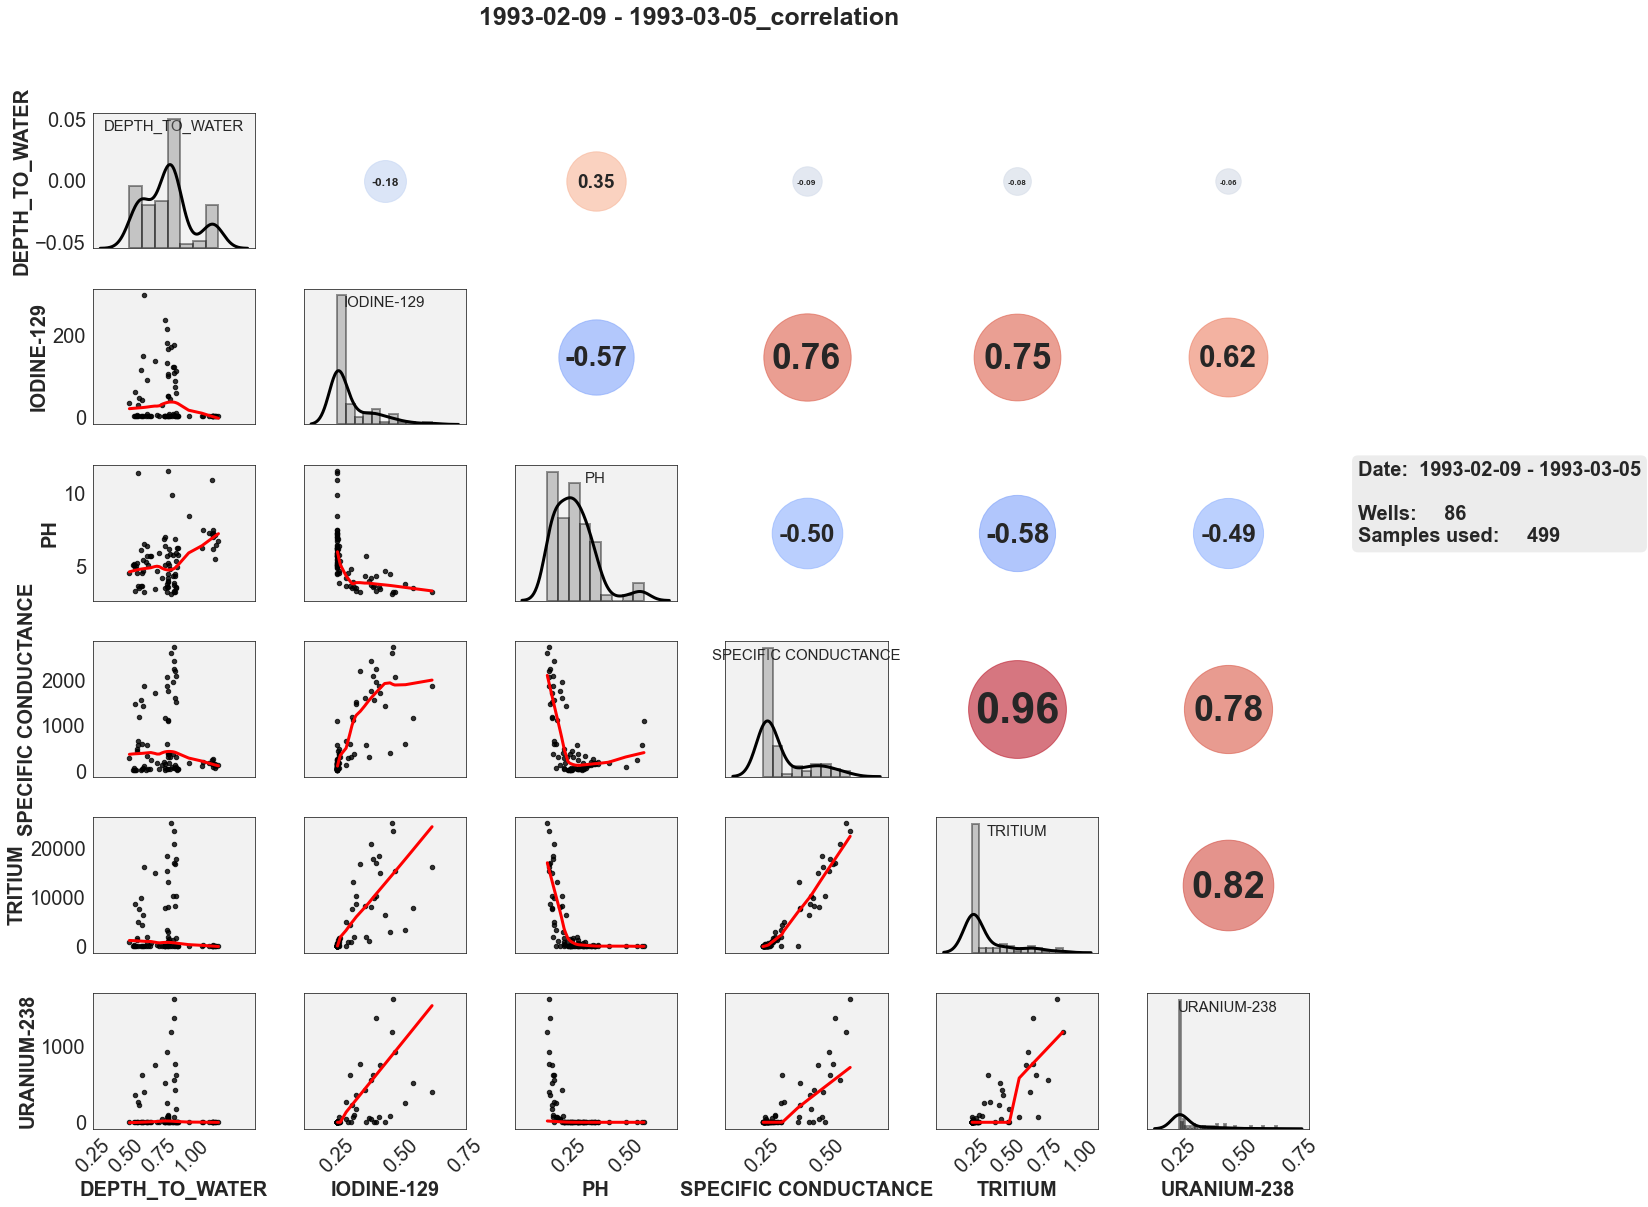 1993-02-09 - 1993-03-05_correlation
DEPTH_TO_WATER
0.05
0.00
−0.05
DEPTH_TO_WATER
-0.18
0.35
-0.09
-0.08
-0.06
IODINE-129
200
0
IODINE-129
-0.57
0.76
0.75
0.62
PH
10
5
PH
-0.50
-0.58
-0.49
Date:  1993-02-09 - 1993-03-05
Wells:     86
Samples used:     499
SPECIFIC CONDUCTANCE
2000
1000
0
SPECIFIC CONDUCTANCE
0.96
0.78
TRITIUM
20000
10000
0
TRITIUM
0.82
URANIUM-238
1000
0
URANIUM-238
0.25 0.50 0.75 1.00
0.25 0.50 0.75
0.25 0.50
0.25 0.50
0.25 0.50 0.75 1.00
0.25 0.50 0.75
DEPTH_TO_WATER
IODINE-129
PH
SPECIFIC CONDUCTANCE
TRITIUM
URANIUM-238